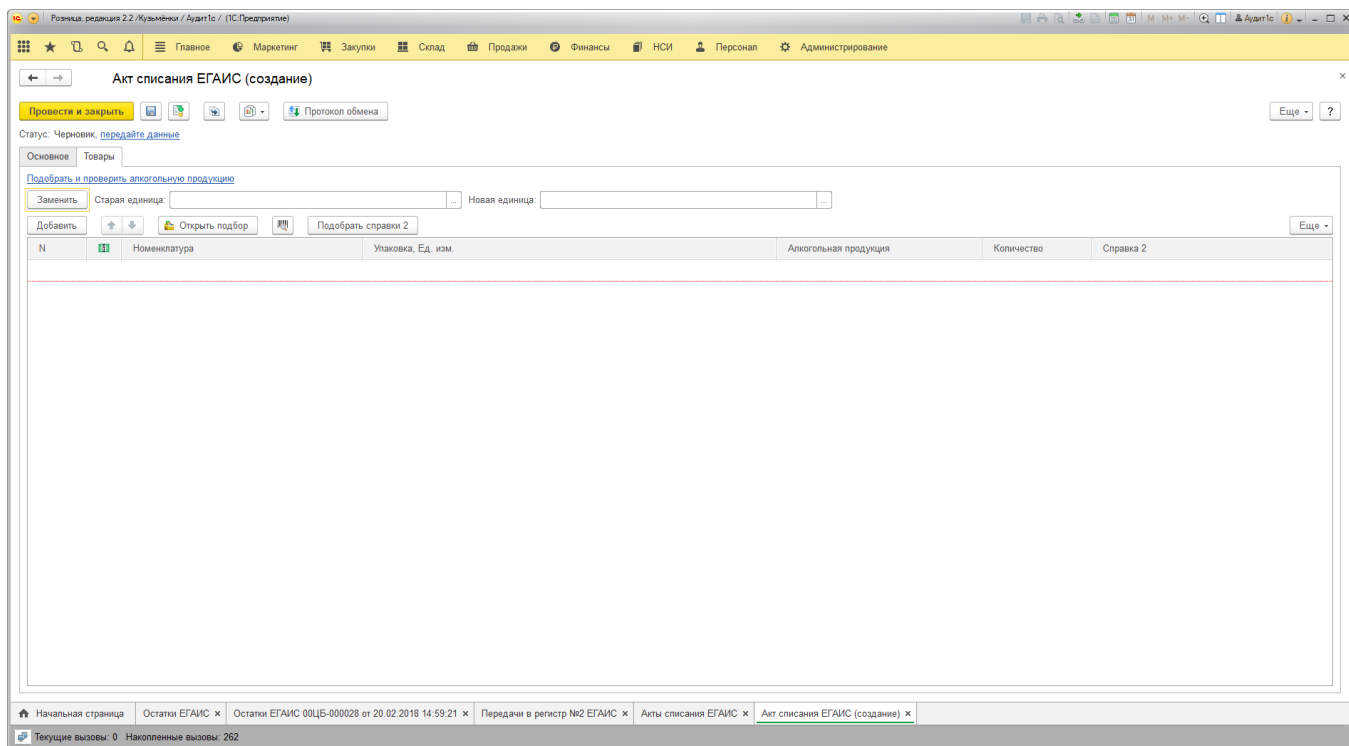 Розница, редакция 2.2 /Кузьмёнки / Аудит1с / (1С:Предприятие) M M+ M- Аудит1с
Главное Маркетинг Закупки Склад Продажи Финансы НСИ Персонал Администрирование
Акт списания ЕГАИС (создание)
Провести и закрыть Протокол обмена Еще ?
Статус: Черновик, передайте данные
Основное Товары
Подобрать и проверить алкогольную продукцию
Заменить Старая единица: ... Новая единица: ...
Добавить Открыть подбор Подобрать справки 2 Еще
N Номенклатура Упаковка, Ед. изм. Алкогольная продукция Количество Справка 2
Начальная страница Остатки ЕГАИС × Остатки ЕГАИС 00ЦБ-000028 от 20.02.2018 14:59:21 × Передачи в регистр №2 ЕГАИС × Акты списания ЕГАИС × Акт списания ЕГАИС (создание) ×
Текущие вызовы: 0 Накопленные вызовы: 262